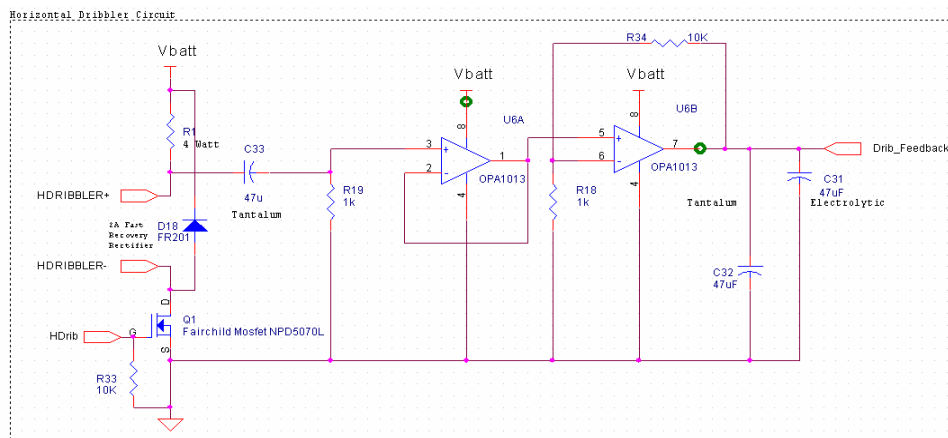 Horizontal Dribbler Circuit
Vbatt
R1
4 Watt
HDRIBBLER+
2A Fast
Recovery
Rectifier
D18
FR201
HDRIBBLER-
D
Q1
Fairchild Mosfet NPD5070L
HDrib
G
S
R33
10K
C33
47u
Tantalum
R19
1k
Vbatt
8
U6A
3
+
2
-
1
OPA1013
4
R34
10K
Vbatt
8
U6B
5
+
6
-
7
OPA1013
4
R18
1k
Drib_Feedback
Tantalum
C31
47uF
Electrolytic
C32
47uF